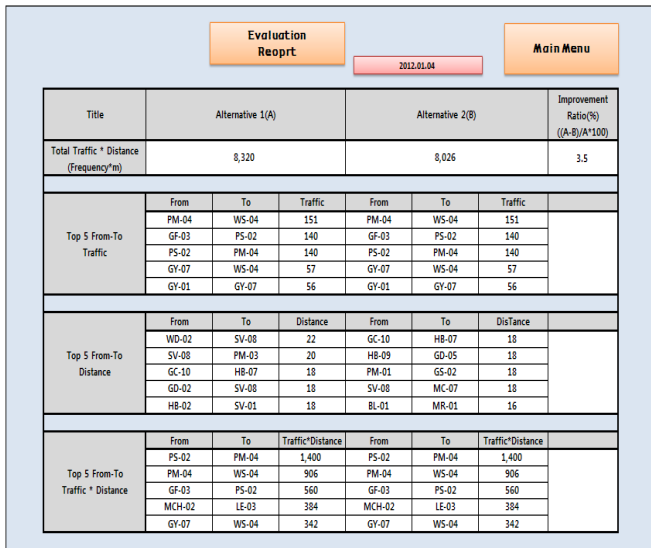 Evaluation
Reoprt
Main Menu
2012.01.04
Title Alternative 1(A) Alternative 2(B) Improvement
Ratio(%)
((A-B)/A*100)
Total Traffic * Distance
(Frequency*m) 8,320 8,026 3.5
Top 5 From-To
Traffic
From To Traffic From To Traffic
PM-04 WS-04 151 PM-04 WS-04 151
GF-03 PS-02 140 GF-03 PS-02 140
PS-02 PM-04 140 PS-02 PM-04 140
GY-07 WS-04 57 GY-07 WS-04 57
GY-01 GY-07 56 GY-01 GY-07 56
Top 5 From-To
Distance
From To Distance From To DisTance
WD-02 SV-08 22 GC-10 HB-07 18
SV-08 PM-03 20 HB-09 GD-05 18
GC-10 HB-07 18 PM-01 GS-02 18
GD-02 SV-08 18 SV-08 MC-07 18
HB-02 SV-01 18 BL-01 MR-01 16
Top 5 From-To
Traffic * Distance
From To Traffic*Distance From To Traffic*Distance
PS-02 PM-04 1,400 PS-02 PM-04 1,400
PM-04 WS-04 906 PM-04 WS-04 906
GF-03 PS-02 560 GF-03 PS-02 560
MCH-02 LE-03 384 MCH-02 LE-03 384
GY-07 WS-04 342 GY-07 WS-04 342